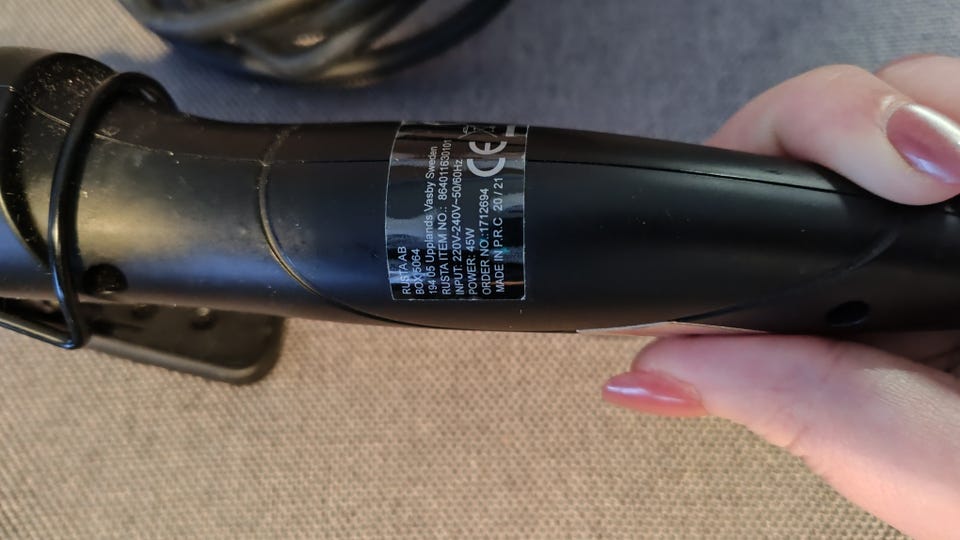 RUSTA AB
BOX 5064
194 05 Upplands Vasby Sweden
RUSTA ITEM NO.: 864011630101
INPUT: 220V-240V~50/60Hz
POWER: 45W
ORDER NO.:1712694
MADE IN P.R.C 20/21
CE